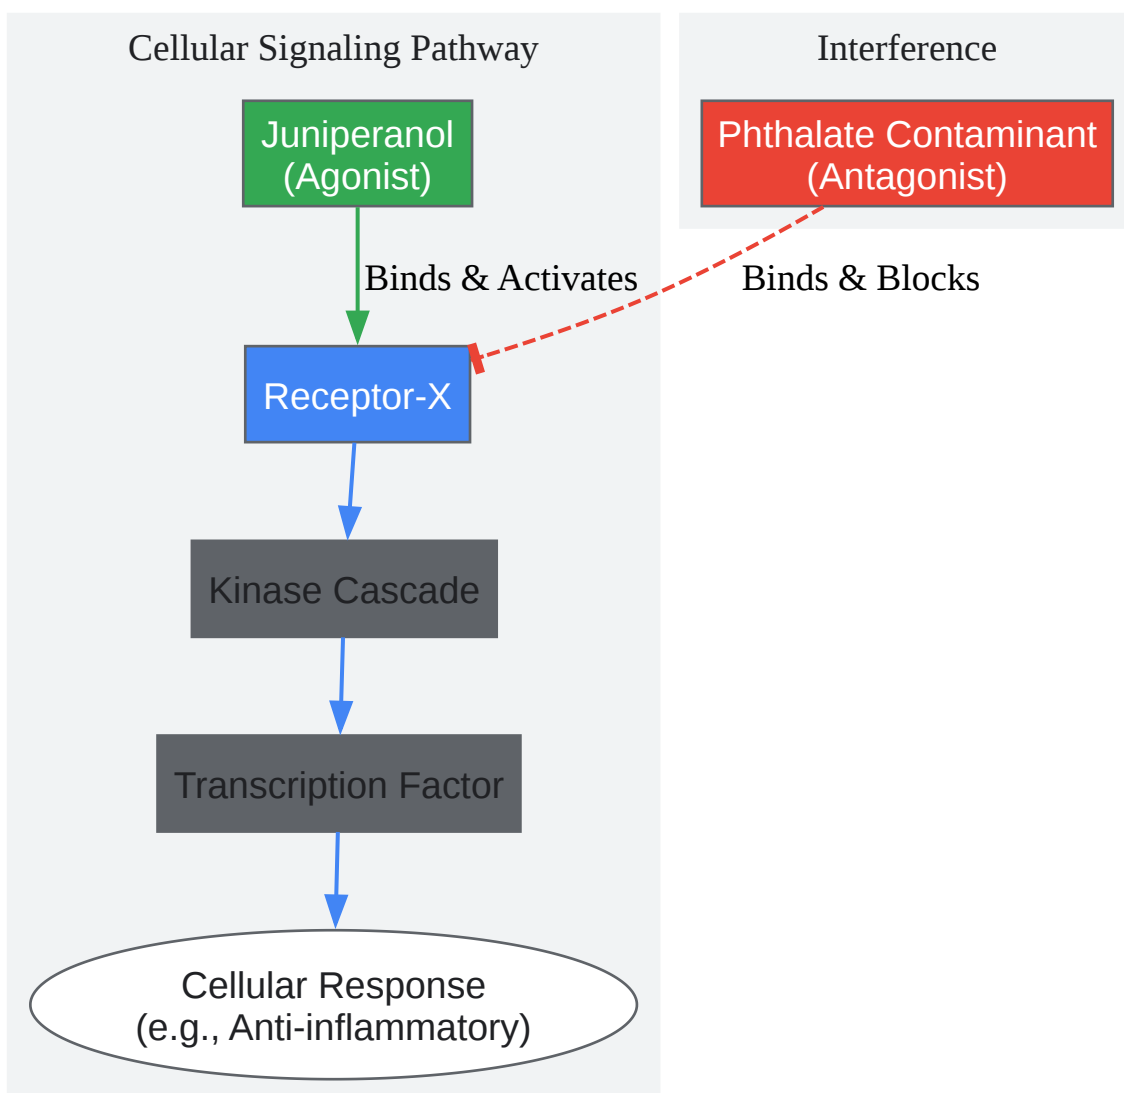 Cellular Signaling Pathway
Interference
Juniperanol
(Agonist)
Phthalate Contaminant
(Antagonist)
Binds & Activates
Binds & Blocks
Receptor-X
Kinase Cascade
Transcription Factor
Cellular Response
(e.g., Anti-inflammatory)